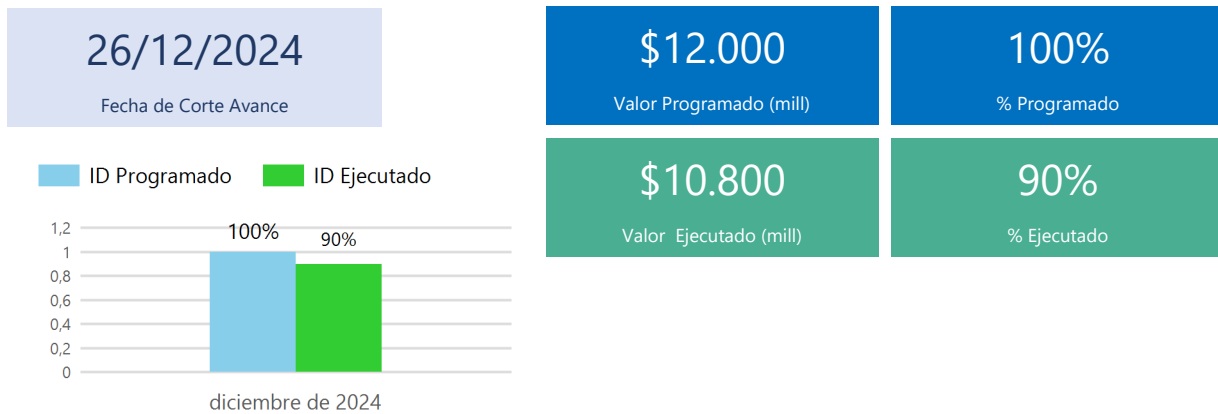 26/12/2024
Fecha de Corte Avance
$12.000
Valor Programado (mill)
100%
% Programado
$10.800
Valor  Ejecutado (mill)
90%
% Ejecutado
ID Programado
ID Ejecutado
1,2
1
0,8
0,6
0,4
0,2
0
100%
90%
diciembre de 2024